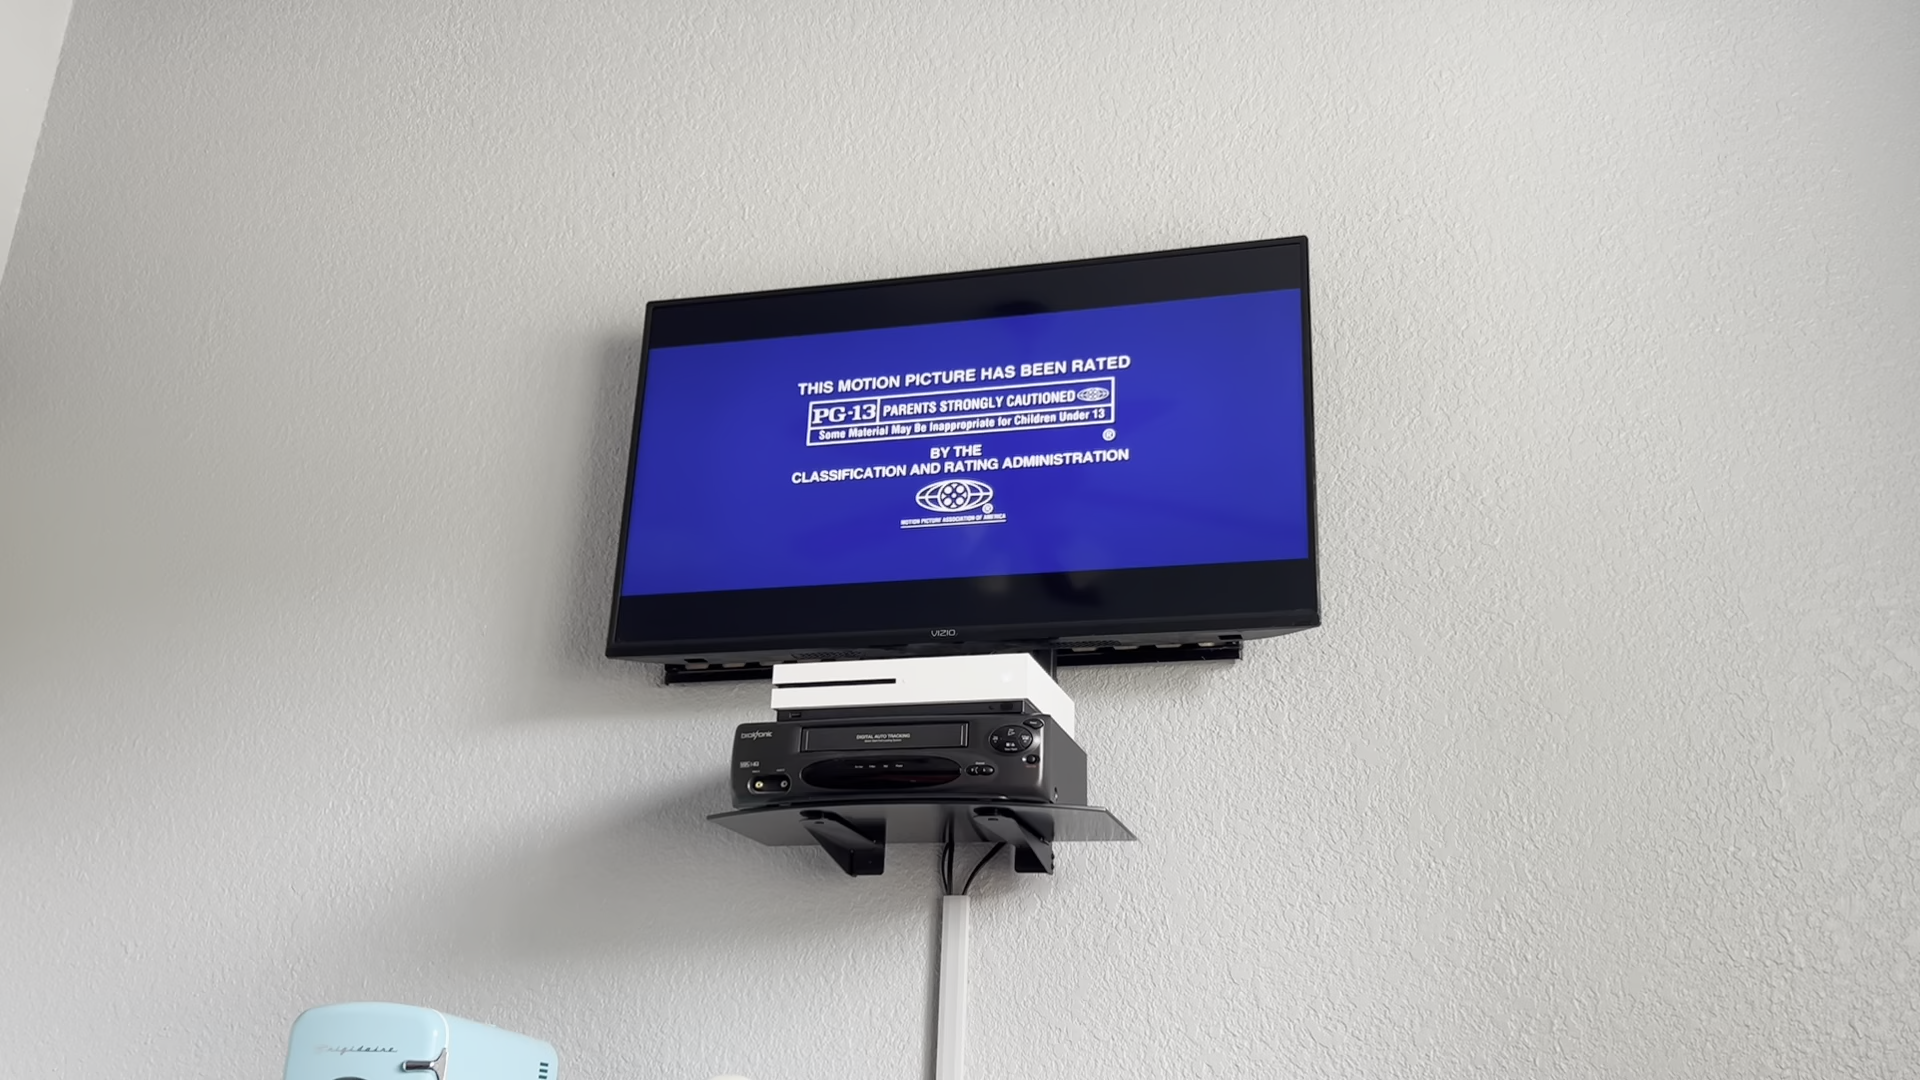 THIS MOTION PICTURE HAS BEEN RATED
PG-13 PARENTS STRONGLY CAUTIONED
Some Material May Be Inappropriate for Children Under 13
®
BY THE
CLASSIFICATION AND RATING ADMINISTRATION
®
MOTION PICTURE ASSOCIATION OF AMERICA
VIZIO
DIGITAL AUTO TRACKING
Frigidaire